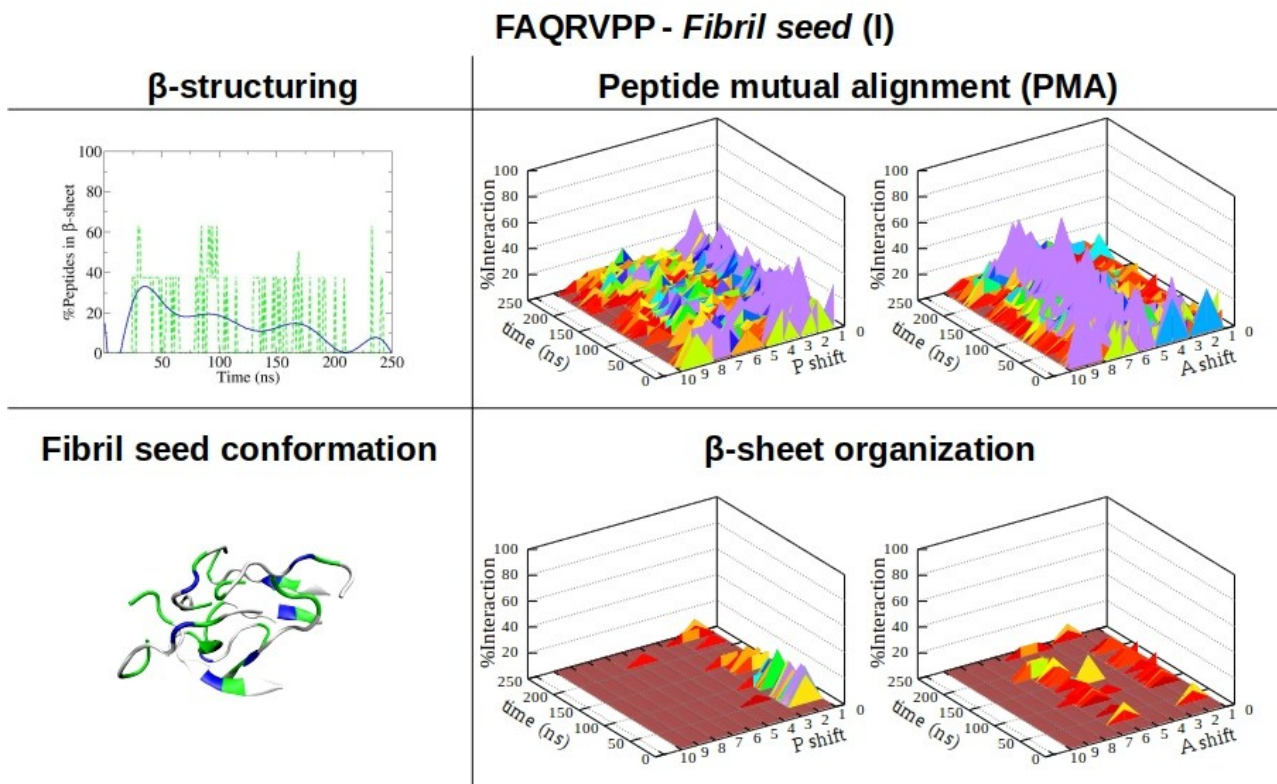 FAQRVPP - Fibril seed (I)
β-structuring
Peptide mutual alignment (PMA)
%Peptides in β-sheet
100
80
60
40
20
0
50
100
150
200
250
Time (ns)
%Interaction
100
80
60
40
20
250
200
150
100
50
0
time (ns)
10 9 8 7 6 5 4 3 2 1 0
P shift
%Interaction
100
80
60
40
20
250
200
150
100
50
0
time (ns)
10 9 8 7 6 5 4 3 2 1 0
A shift
Fibril seed conformation
β-sheet organization
%Interaction
100
80
60
40
20
250
200
150
100
50
0
time (ns)
10 9 8 7 6 5 4 3 2 1 0
P shift
%Interaction
100
80
60
40
20
250
200
150
100
50
0
time (ns)
10 9 8 7 6 5 4 3 2 1 0
A shift